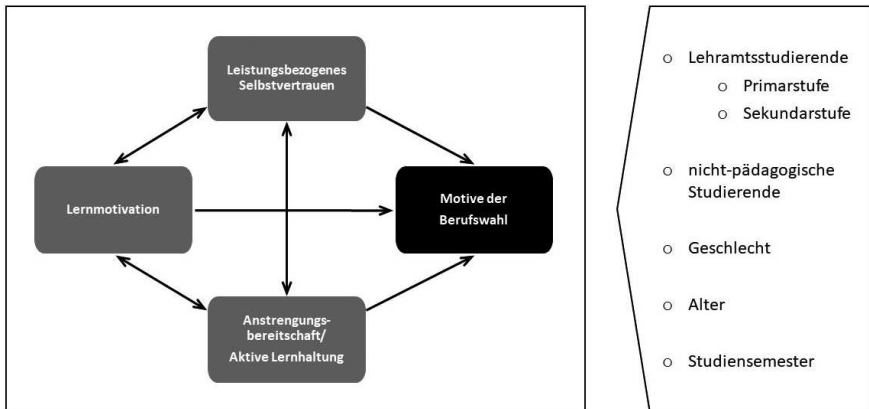 Leistungsbezogenes
Selbstvertrauen
Lernmotivation
Motive der
Berufswahl
Anstrengungs-
bereitschaft/
Aktive Lernhaltung
o Lehramtsstudierende
o Primarstufe
o Sekundarstufe
o nicht-pädagogische
Studierende
o Geschlecht
o Alter
o Studiensemester